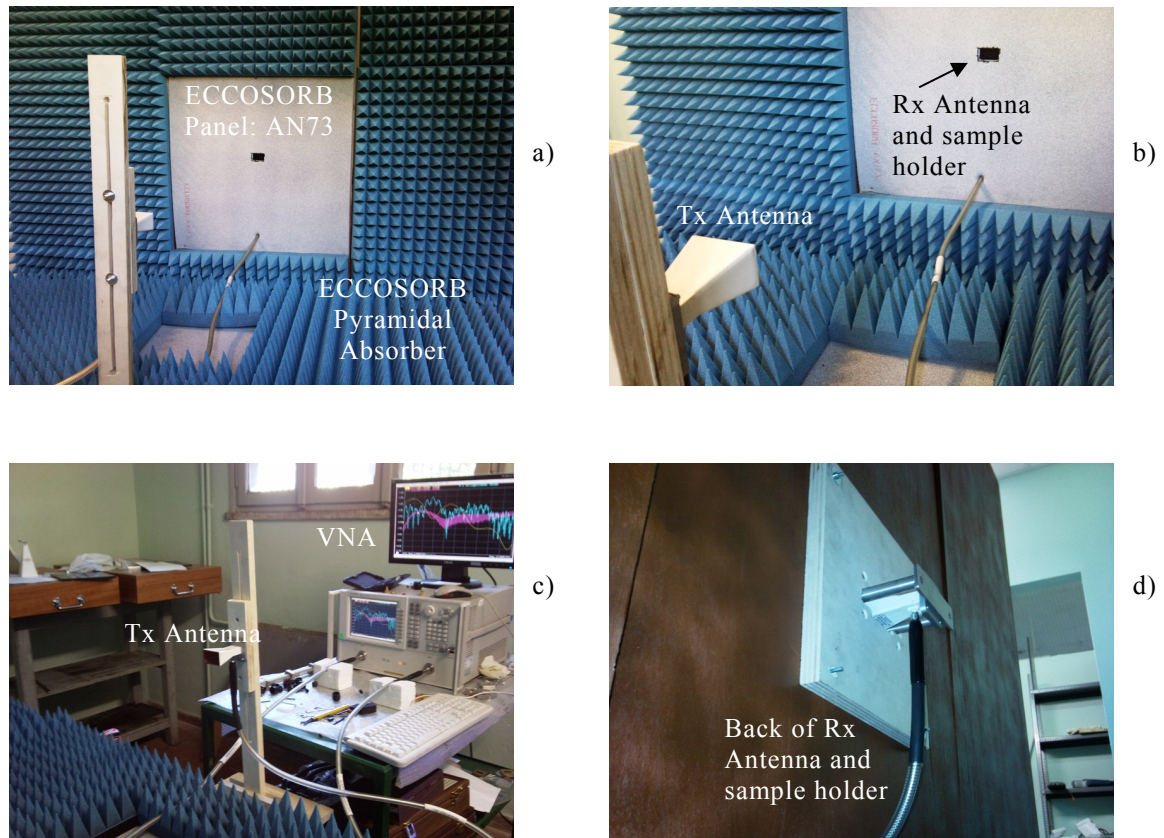 ECCOSORB
Panel: AN73
ECCOSORB
Pyramidal
Absorber
a)
Rx Antenna
and sample
holder
Tx Antenna
b)
VNA
Tx Antenna
c)
Back of Rx
Antenna and
sample holder
d)